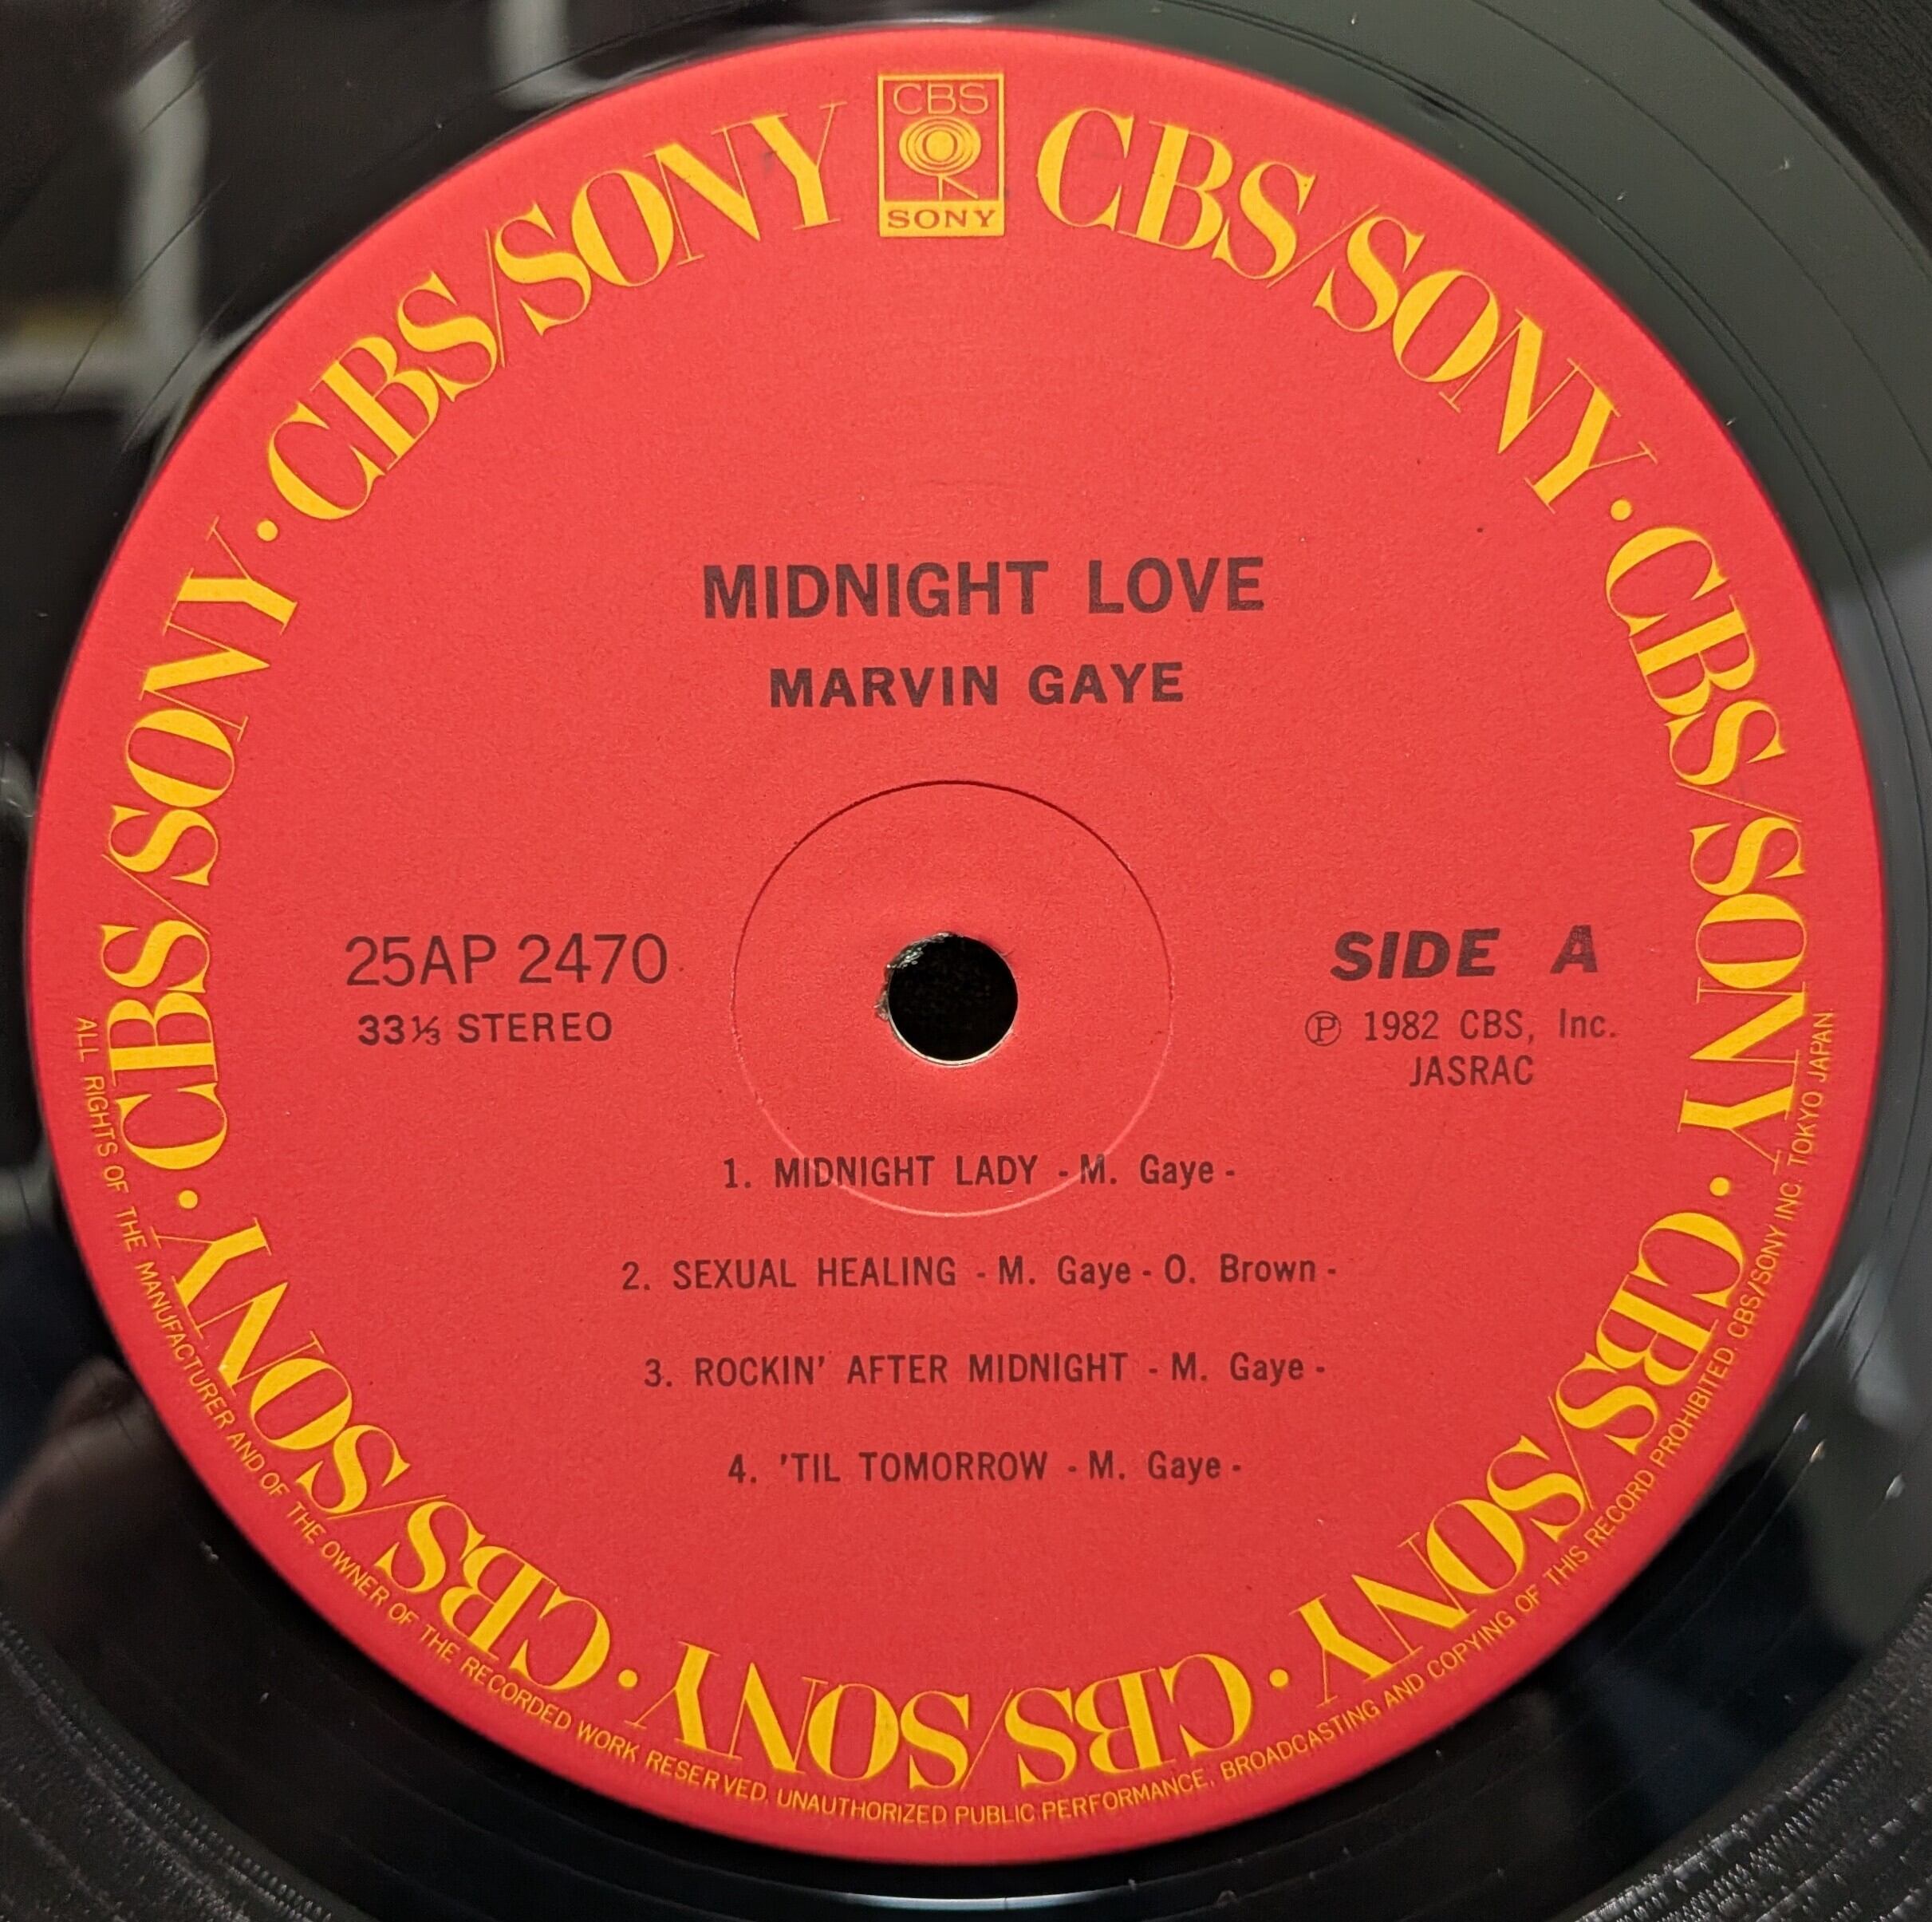 CBS
SONY
CBS/SONY · CBS/SONY · CBS/SONY · CBS/SONY · CBS/SONY · CBS/SONY · CBS/SONY
MIDNIGHT LOVE
MARVIN GAYE
25AP 2470
33⅓ STEREO
SIDE A
Ⓟ 1982 CBS, Inc.
JASRAC
1. MIDNIGHT LADY - M. Gaye -
2. SEXUAL HEALING - M. Gaye - O. Brown -
3. ROCKIN' AFTER MIDNIGHT - M. Gaye -
4. 'TIL TOMORROW - M. Gaye -
ALL RIGHTS OF THE MANUFACTURER AND OF THE OWNER OF THE RECORDED WORK RESERVED. UNAUTHORIZED PUBLIC PERFORMANCE, BROADCASTING AND COPYING OF THIS RECORD PROHIBITED. CBS/SONY INC. TOKYO JAPAN